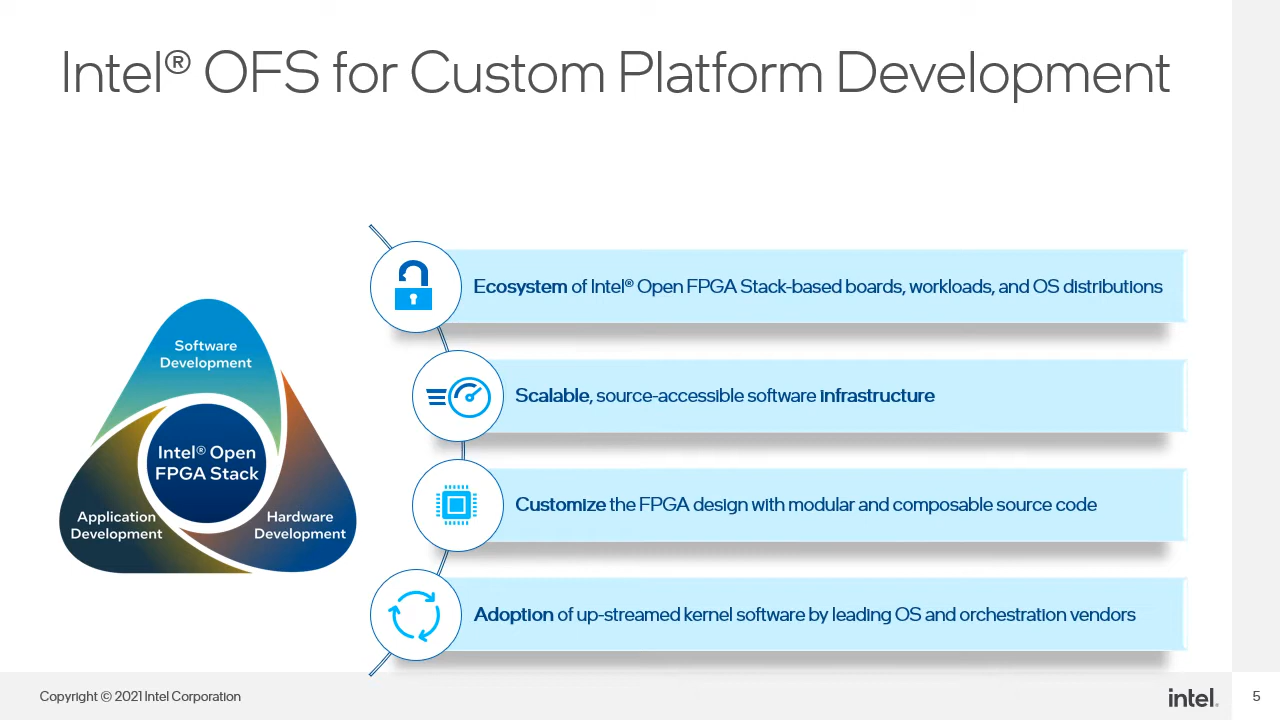 Intel® OFS for Custom Platform Development
Software
Development
Intel® Open
FPGA Stack
Application
Development
Hardware
Development
Ecosystem of Intel® Open FPGA Stack-based boards, workloads, and OS distributions
Scalable, source-accessible software infrastructure
Customize the FPGA design with modular and composable source code
Adoption of up-streamed kernel software by leading OS and orchestration vendors
Copyright © 2021 Intel Corporation
intel.
5